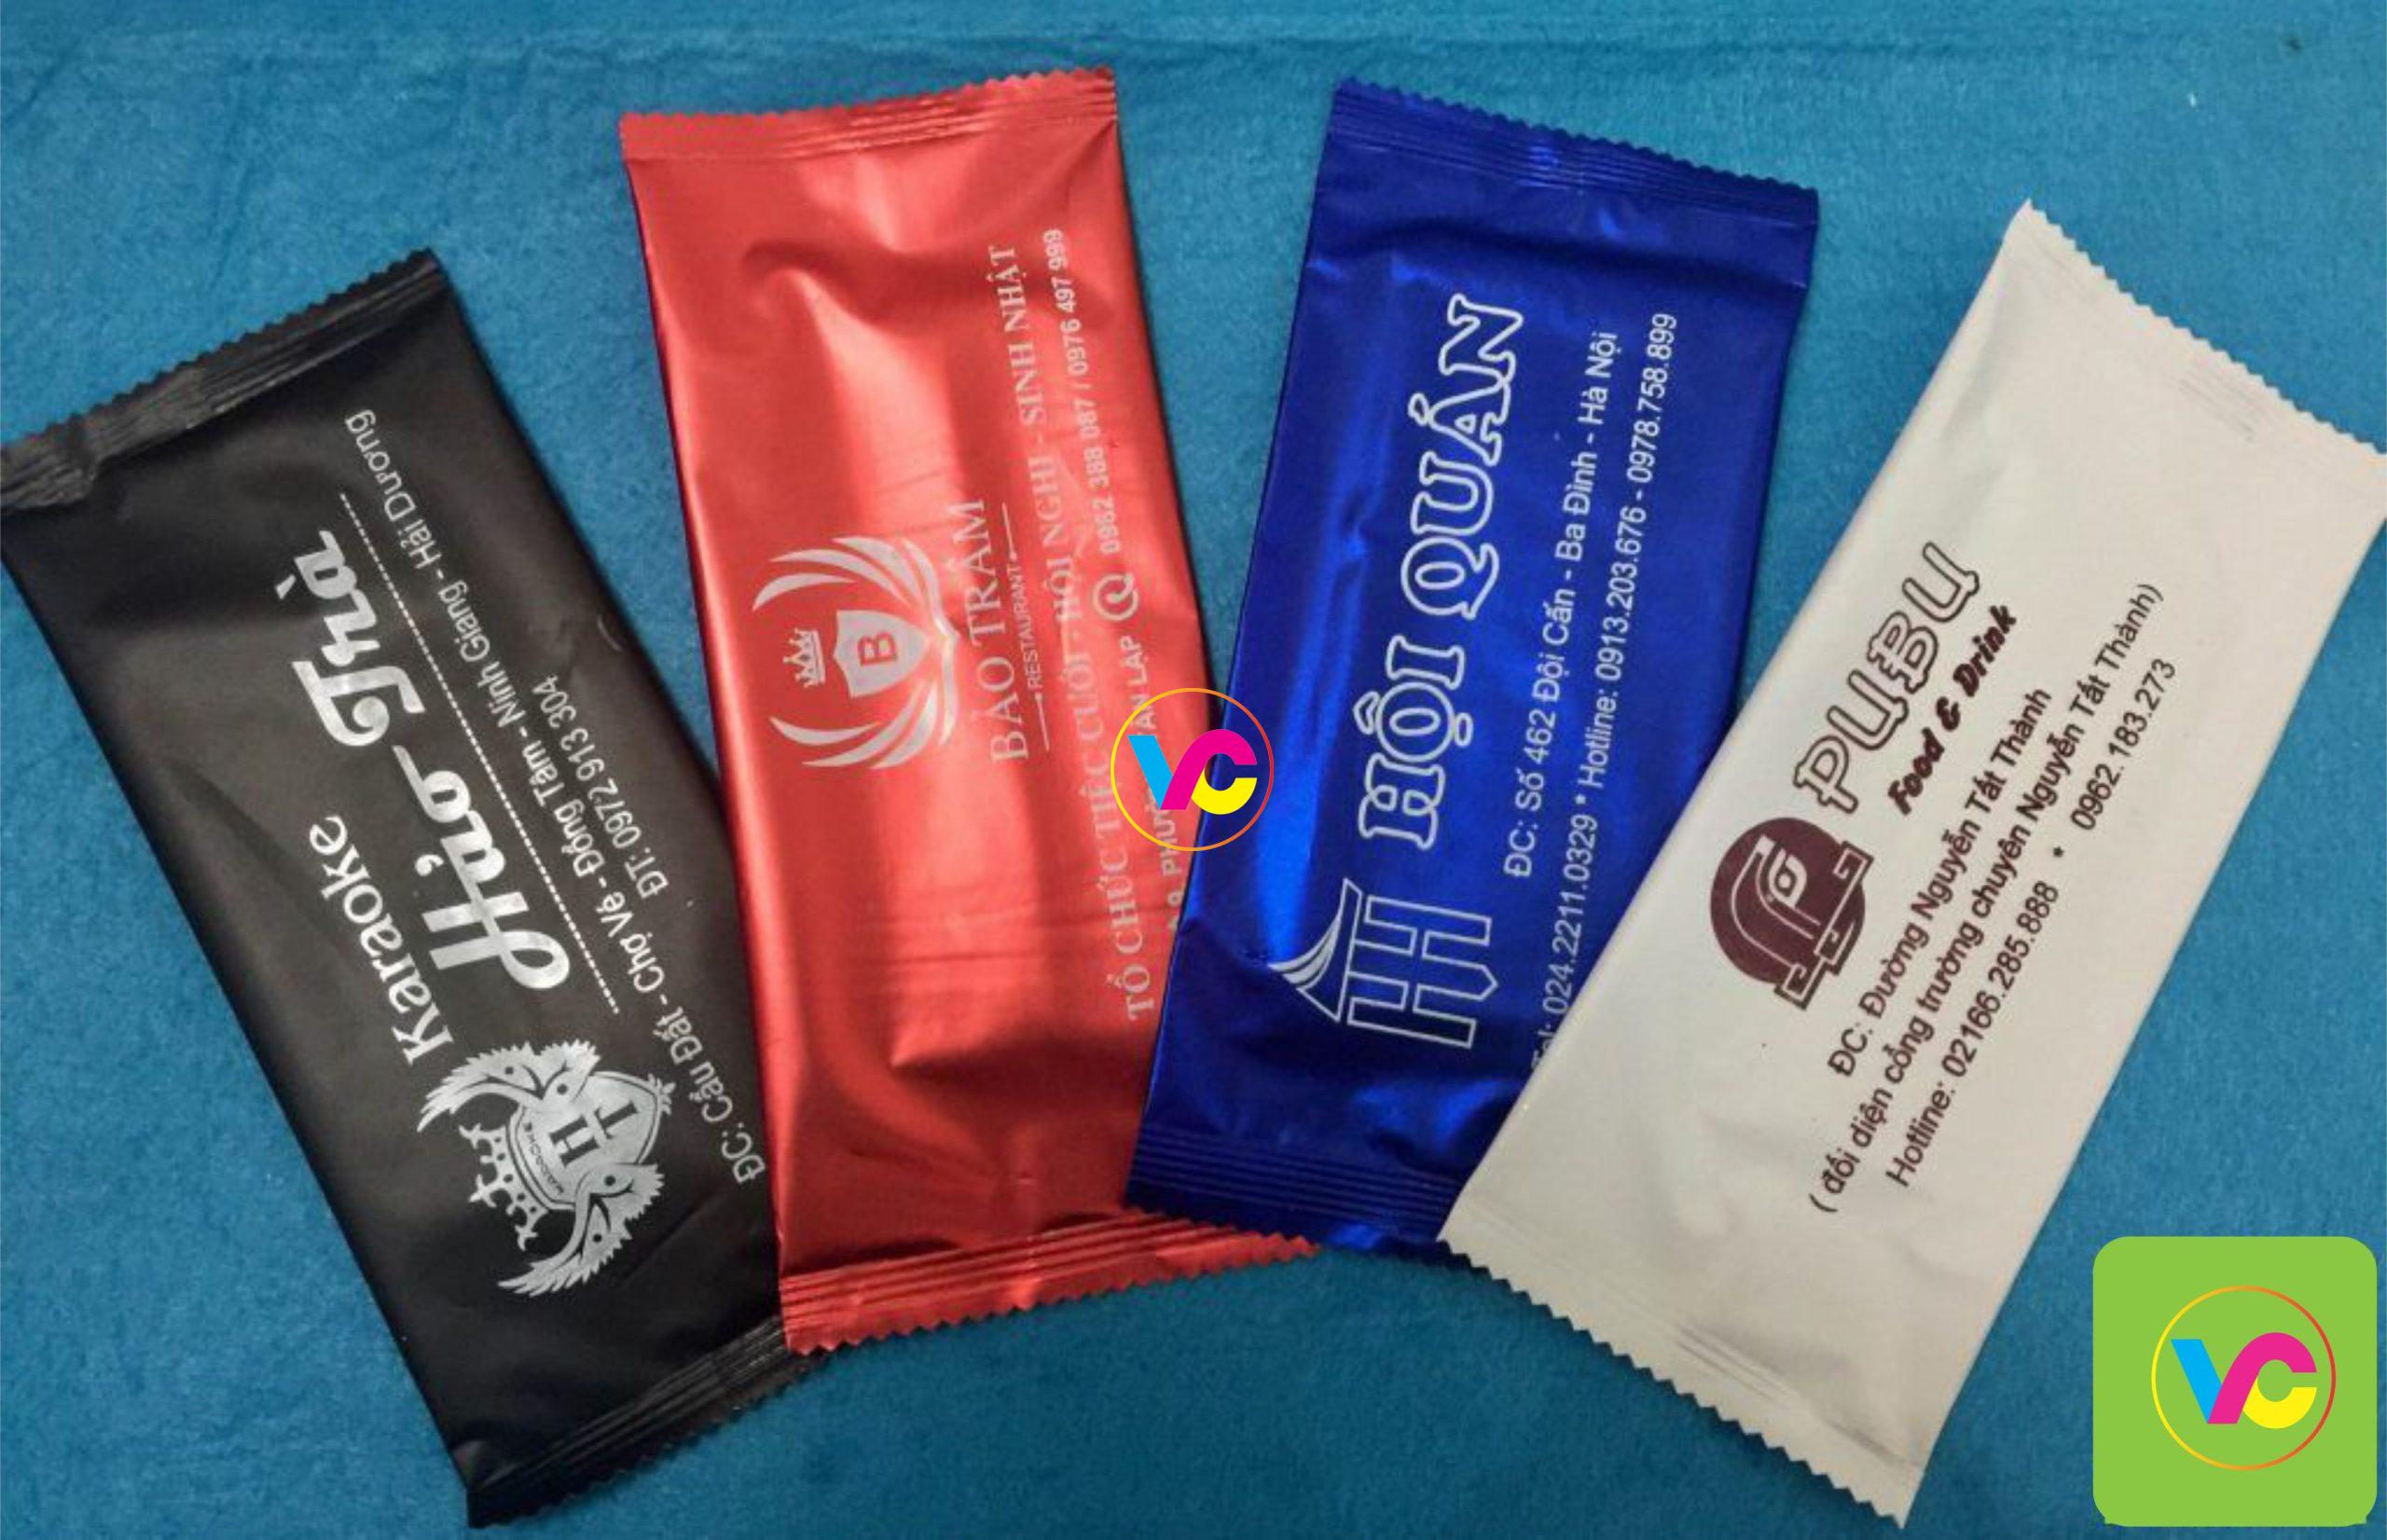 Karaoke
Hảo Trà
ĐC: Cầu Đất - Chợ Vé - Đồng Tâm - Ninh Giang - Hải Dương
ĐT: 0972 913 304
HT
B
BẢO TRÂM
RESTAURANT
TỔ CHỨC TIỆC CƯỚI - HỘI NGHỊ - SINH NHẬT
LẬP 0962 388 087 / 0976 497 999
HỘI QUÁN
ĐC: Số 462 Đội Cấn - Ba Đình - Hà Nội
Tel: 024.2211.0329 * Hotline: 0913.203.676 - 0978.758.899
PUBU
Food & Drink
ĐC: Đường Nguyễn Tất Thành
( đối diện cổng trường chuyên Nguyễn Tất Thành)
Hotline: 02166.285.888 * 0962.183.273
VC
VC